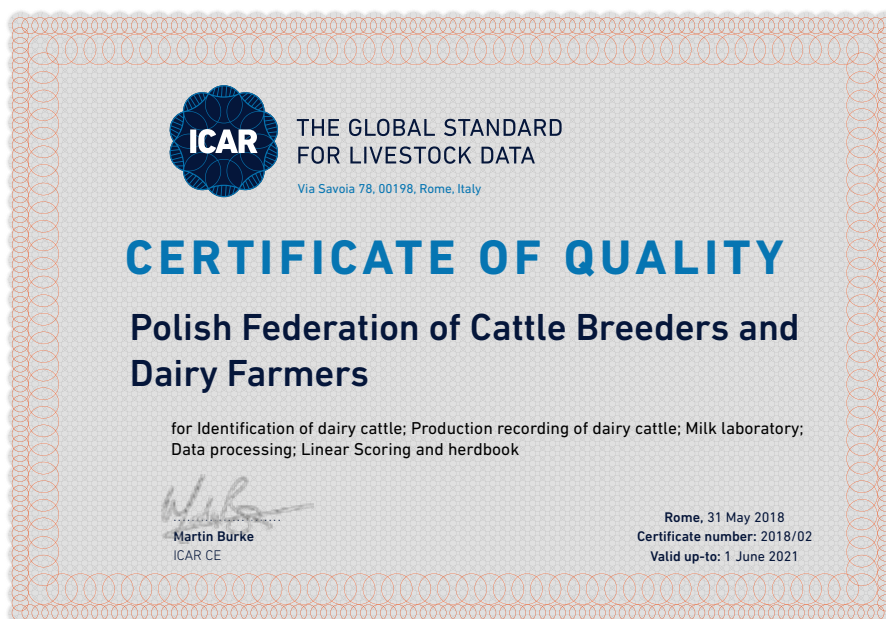 ICAR
THE GLOBAL STANDARD
FOR LIVESTOCK DATA
Via Savoia 78, 00198, Rome, Italy
CERTIFICATE OF QUALITY
Polish Federation of Cattle Breeders and
Dairy Farmers
for Identification of dairy cattle; Production recording of dairy cattle; Milk laboratory;
Data processing; Linear Scoring and herdbook
Martin Burke
ICAR CE
Rome, 31 May 2018
Certificate number: 2018/02
Valid up-to: 1 June 2021